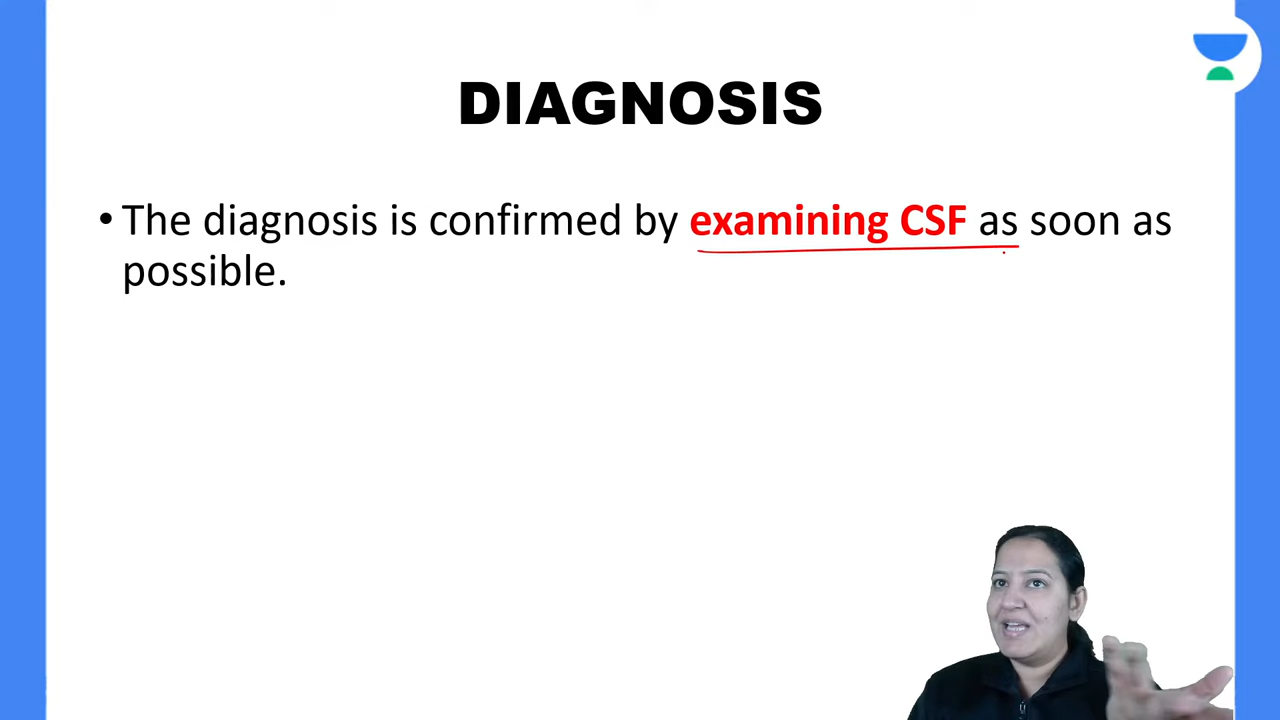 DIAGNOSIS
• The diagnosis is confirmed by examining CSF as soon as
possible.